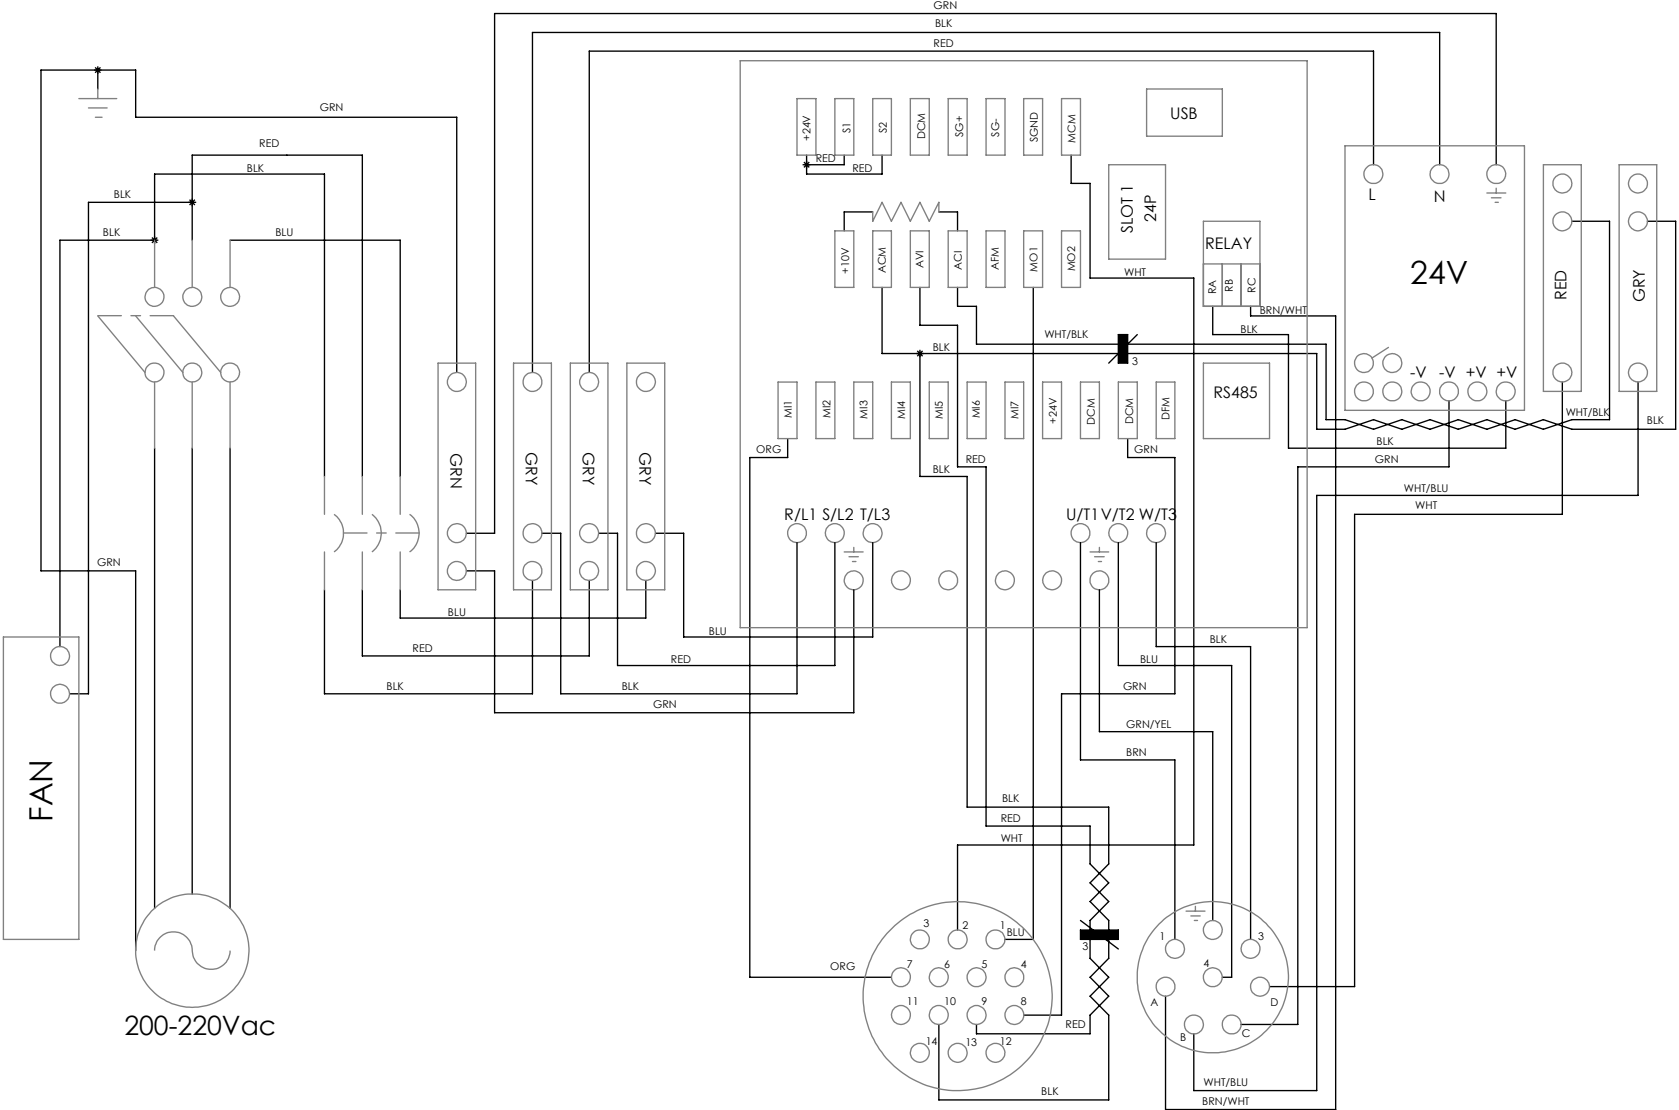 GRN
BLK
RED
GRN
RED
BLK
BLK
BLK
BLU
+24V S1 S2 DCM SG+ SG- SGND MCM
USB
RED
RED
SLOT 1
24P
L N
RELAY
+10V ACM AVI ACI AFM MO1 MO2
RA RB RC
24V
RED
GRY
WHT
BRN/WHT
BLK
WHT/BLK
BLK
3
-V -V +V +V
MI1 MI2 MI3 MI4 MI5 MI6 MI7 +24V DCM DCM DFM
RS485
WHT/BLK
BLK
BLK
GRN
ORG
RED
BLK
GRN
GRN GRY GRY GRY
WHT/BLU
WHT
R/L1 S/L2 T/L3
U/T1 V/T2 W/T3
GRN
BLU
BLU
RED
RED
BLK
BLK
GRN
BLK
BLU
GRN
GRN/YEL
BRN
FAN
BLK
RED
WHT
3 2 1
BLU
3
1 3
ORG
7 6 5 4
4
11 10 9 8
A D
RED
B C
14 13 12
200-220Vac
BLK
WHT/BLU
BRN/WHT